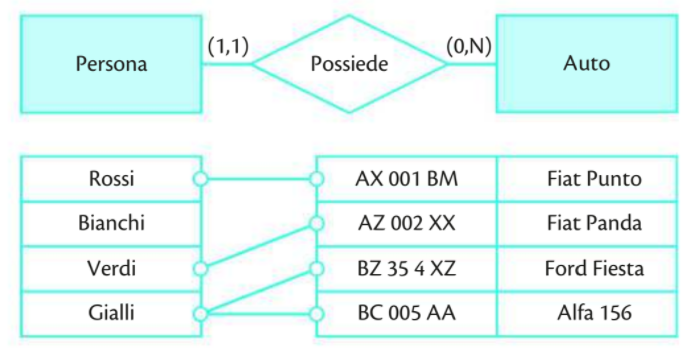 Persona (1,1) Possiede (0,N) Auto
Rossi AX 001 BM Fiat Punto
Bianchi AZ 002 XX Fiat Panda
Verdi BZ 35 4 XZ Ford Fiesta
Gialli BC 005 AA Alfa 156